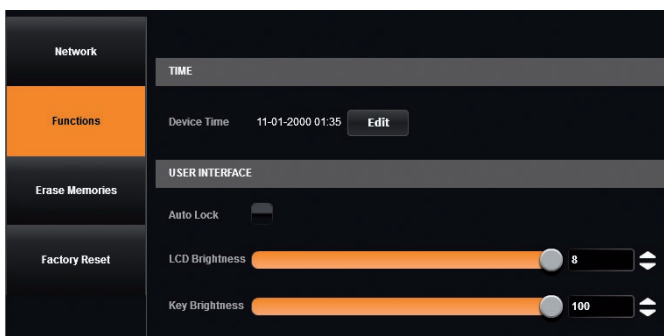 Network
TIME
Functions
Device Time 11-01-2000 01:35 Edit
USER INTERFACE
Erase Memories
Auto Lock
Factory Reset
LCD Brightness 8
Key Brightness 100